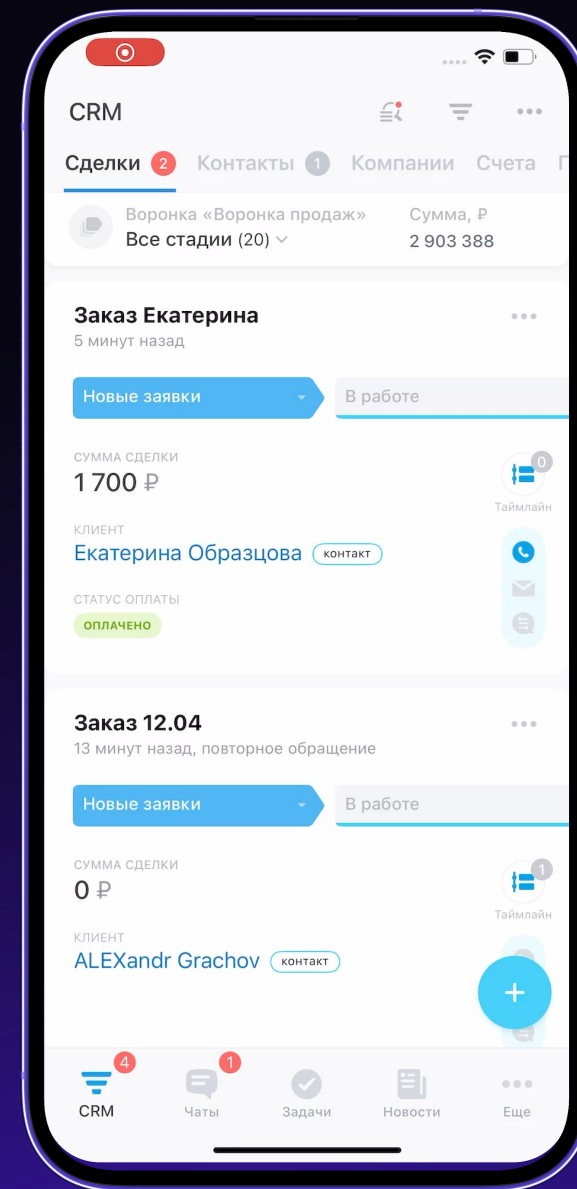 CRM
Сделки 2 Контакты 1 Компании Счета
Воронка «Воронка продаж» Сумма, ₽
Все стадии (20) 2 903 388
Заказ Екатерина
5 минут назад
Новые заявки В работе
СУММА СДЕЛКИ
0
1 700 ₽
Таймлайн
КЛИЕНТ
Екатерина Образцова контакт
СТАТУС ОПЛАТЫ
ОПЛАЧЕНО
Заказ 12.04
13 минут назад, повторное обращение
Новые заявки В работе
СУММА СДЕЛКИ
1
0 ₽
Таймлайн
КЛИЕНТ
ALEXandr Grachov контакт
4 1
CRM Чаты Задачи Новости Еще